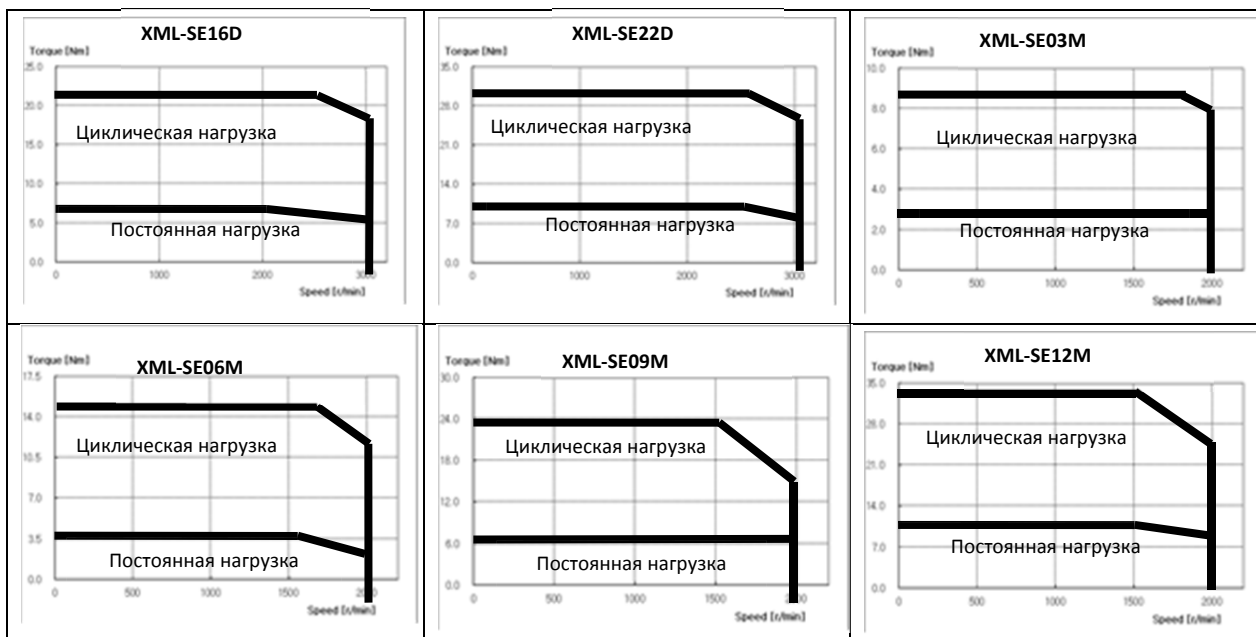 XML-SE16D
Torque [Nm]
25.0
20.0
Циклическая нагрузка
15.0
10.0
5.0
Постоянная нагрузка
0.0
0 1000 2000 3000
Speed [r/min]
XML-SE22D
Torque [Nm]
35.0
28.0
Циклическая нагрузка
21.0
14.0
7.0
Постоянная нагрузка
0.0
0 1000 2000 3000
Speed [r/min]
XML-SE03M
Torque [Nm]
10.0
8.0
Циклическая нагрузка
6.0
4.0
Постоянная нагрузка
2.0
0.0
0 500 1000 1500 2000
Speed [r/min]
XML-SE06M
Torque [Nm]
17.5
14.0
Циклическая нагрузка
10.5
7.0
3.5
Постоянная нагрузка
0.0
0 500 1000 1500 2000
Speed [r/min]
XML-SE09M
Torque [Nm]
30.0
24.0
Циклическая нагрузка
18.0
12.0
6.0
Постоянная нагрузка
0.0
0 500 1000 1500 2000
Speed [r/min]
XML-SE12M
Torque [Nm]
35.0
28.0
Циклическая нагрузка
21.0
14.0
7.0
Постоянная нагрузка
0.0
0 500 1000 1500 2000
Speed [r/min]